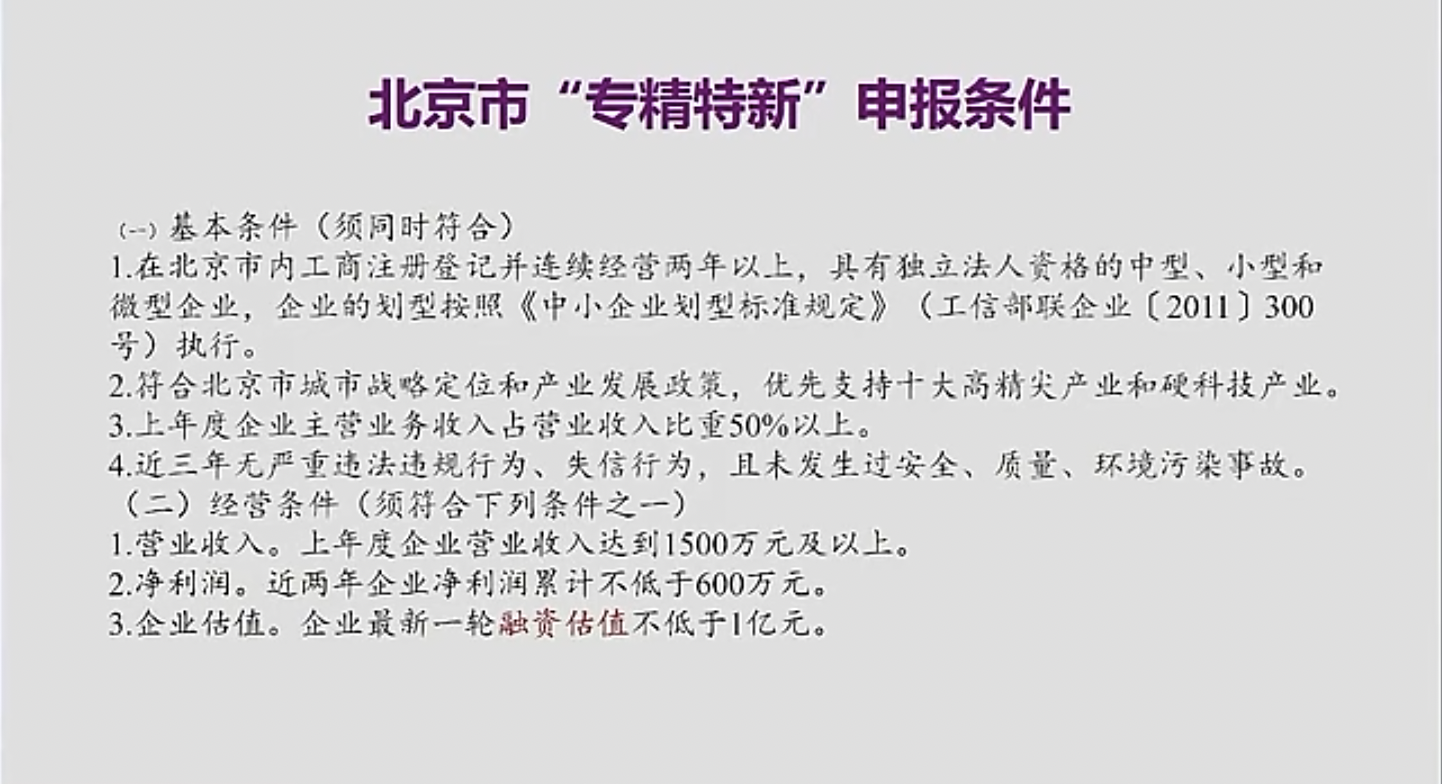 北京市“专精特新”申报条件
（一）基本条件（须同时符合）
1.在北京市内工商注册登记并连续经营两年以上，具有独立法人资格的中型、小型和
微型企业，企业的划型按照《中小企业划型标准规定》（工信部联企业〔2011〕300
号）执行。
2.符合北京市城市战略定位和产业发展政策，优先支持十大高精尖产业和硬科技产业。
3.上年度企业主营业务收入占营业收入比重50%以上。
4.近三年无严重违法违规行为、失信行为，且未发生过安全、质量、环境污染事故。
（二）经营条件（须符合下列条件之一）
1.营业收入。上年度企业营业收入达到1500万元及以上。
2.净利润。近两年企业净利润累计不低于600万元。
3.企业估值。企业最新一轮融资估值不低于1亿元。